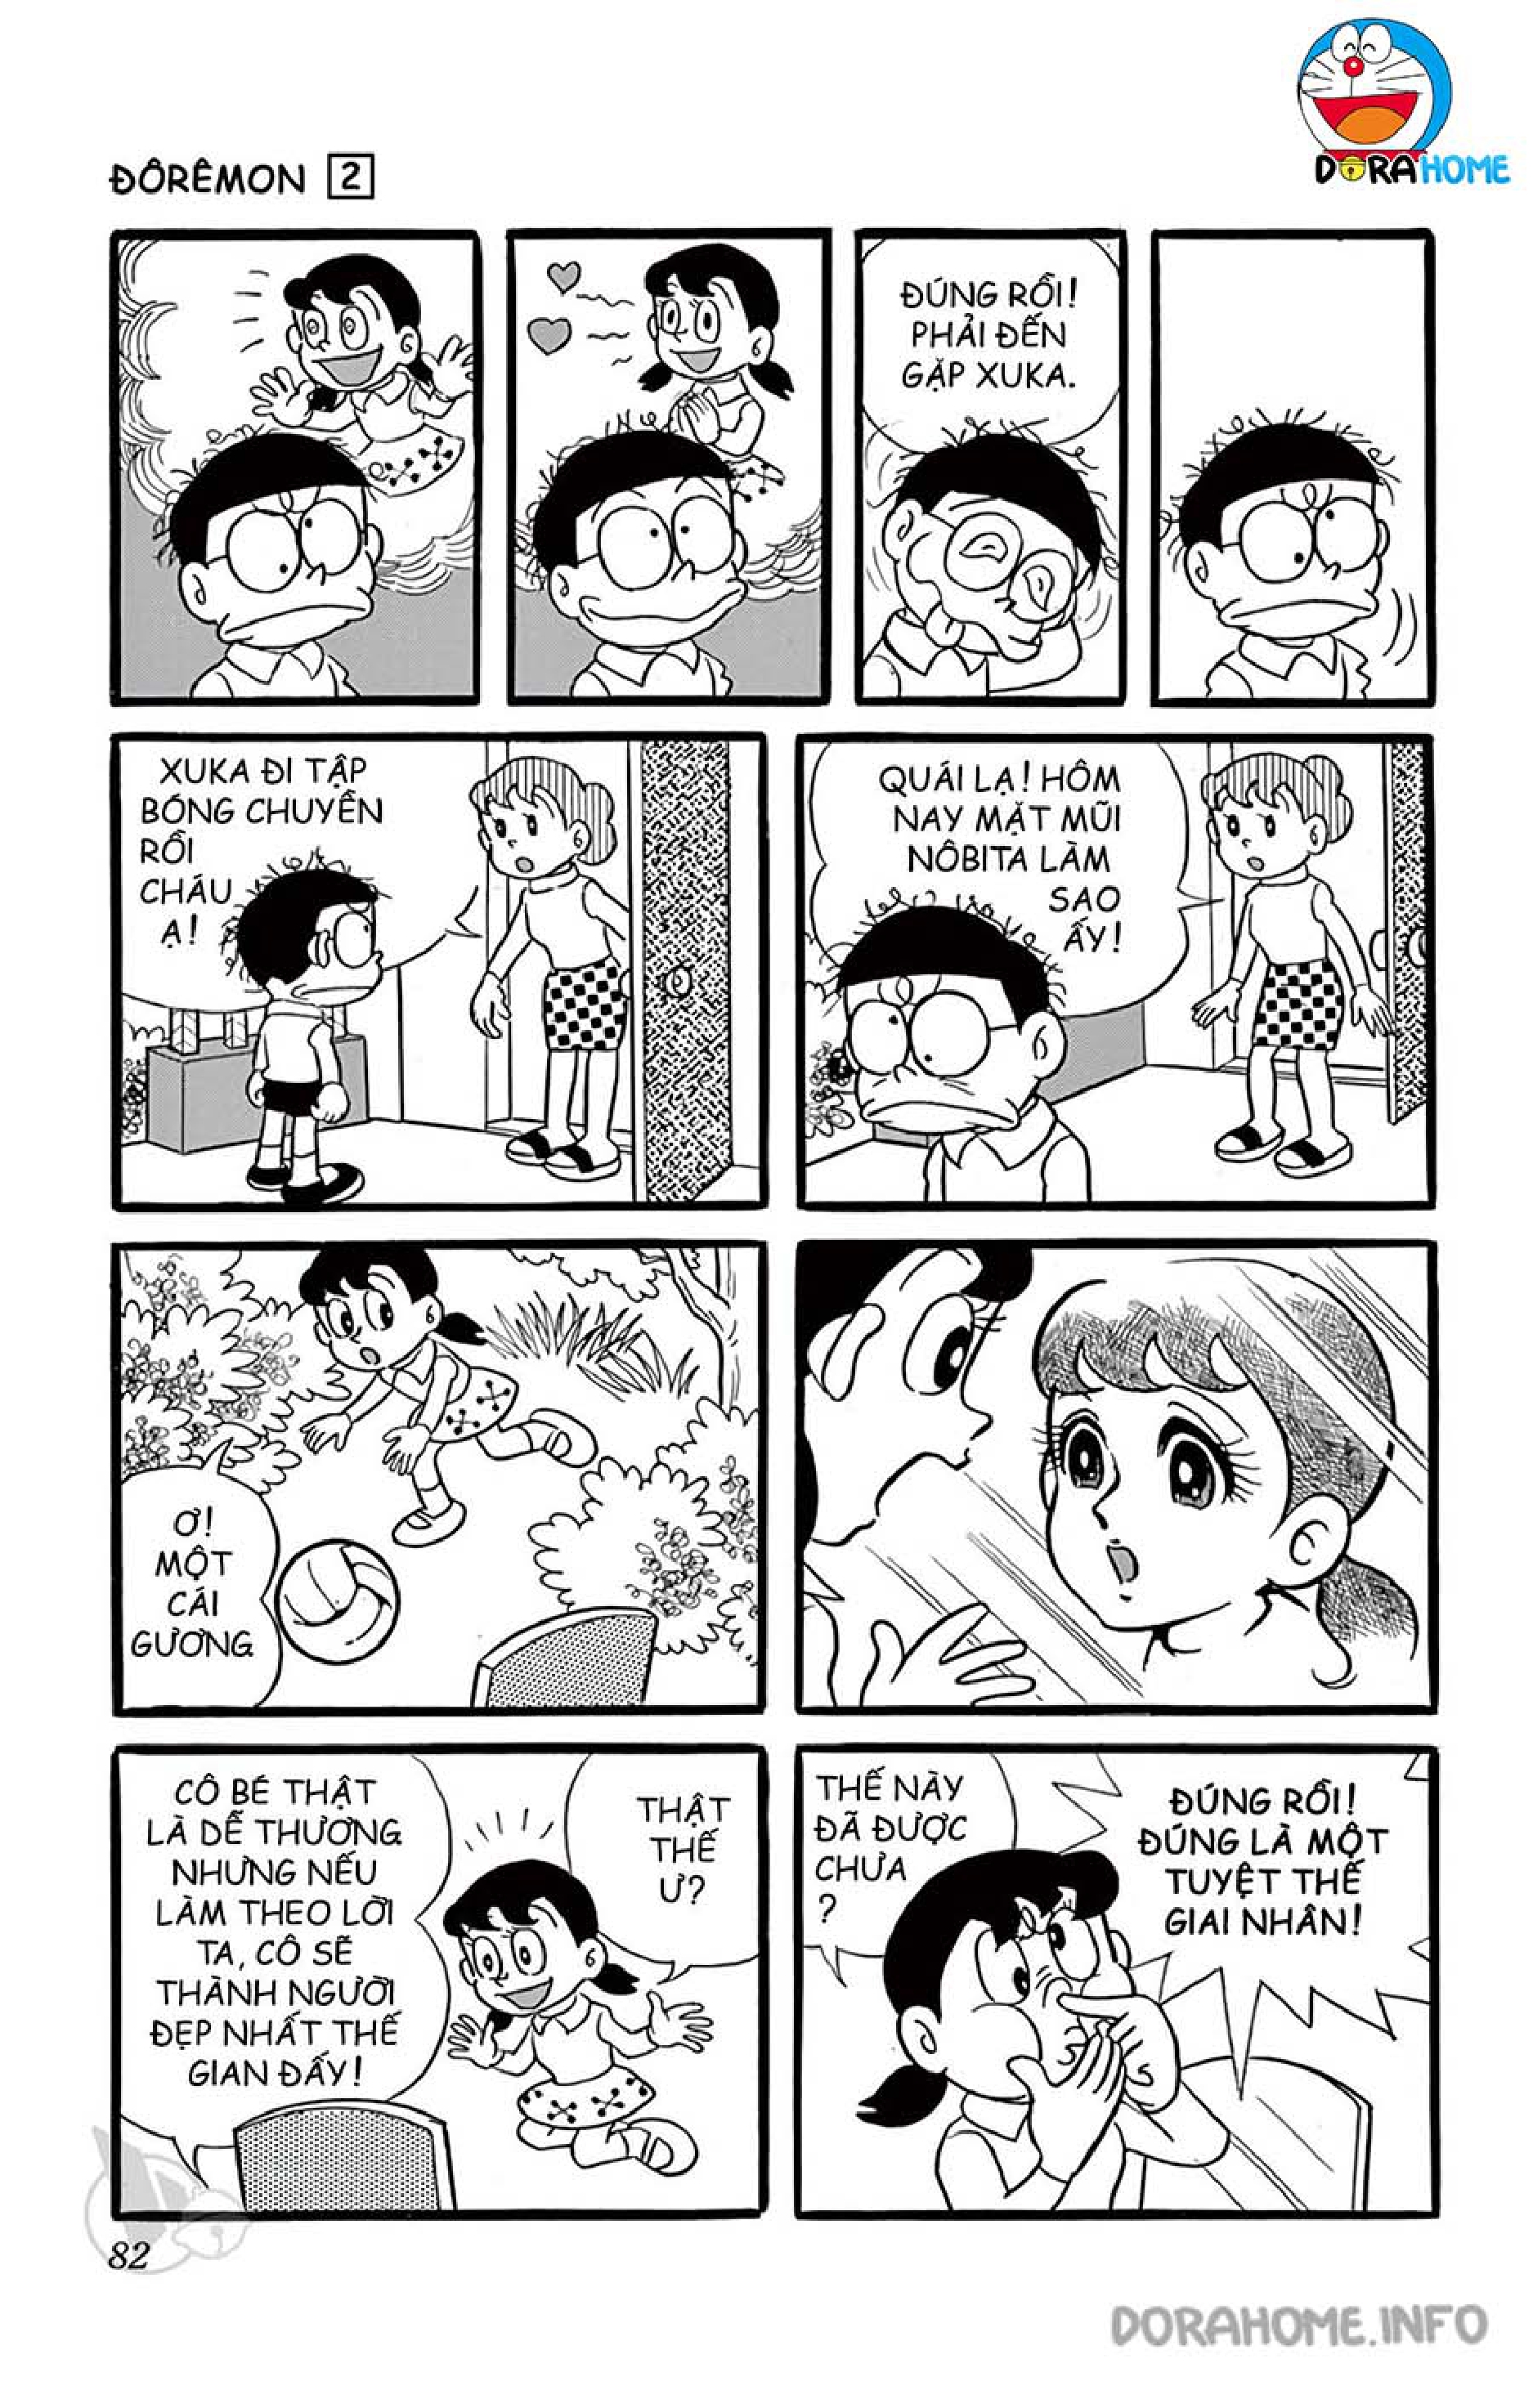 DORAHOME
ĐÔRÊMON 2
ĐÚNG RỒI!
PHẢI ĐẾN
GẶP XUKA.
XUKA ĐI TẬP
BÓNG CHUYỀN
RỒI
CHÁU
Ạ!
QUÁI LẠ! HÔM
NAY MẶT MŨI
NÔBITA LÀM
SAO
ẤY!
Ơ!
MỘT
CÁI
GƯƠNG
CÔ BÉ THẬT
LÀ DỄ THƯƠNG
NHƯNG NẾU
LÀM THEO LỜI
TA, CÔ SẼ
THÀNH NGƯỜI
ĐẸP NHẤT THẾ
GIAN ĐẤY!
THẬT
THẾ
Ư?
THẾ NÀY
ĐÃ ĐƯỢC
CHƯA
?
ĐÚNG RỒI!
ĐÚNG LÀ MỘT
TUYỆT THẾ
GIAI NHÂN!
82
DORAHOME.INFO